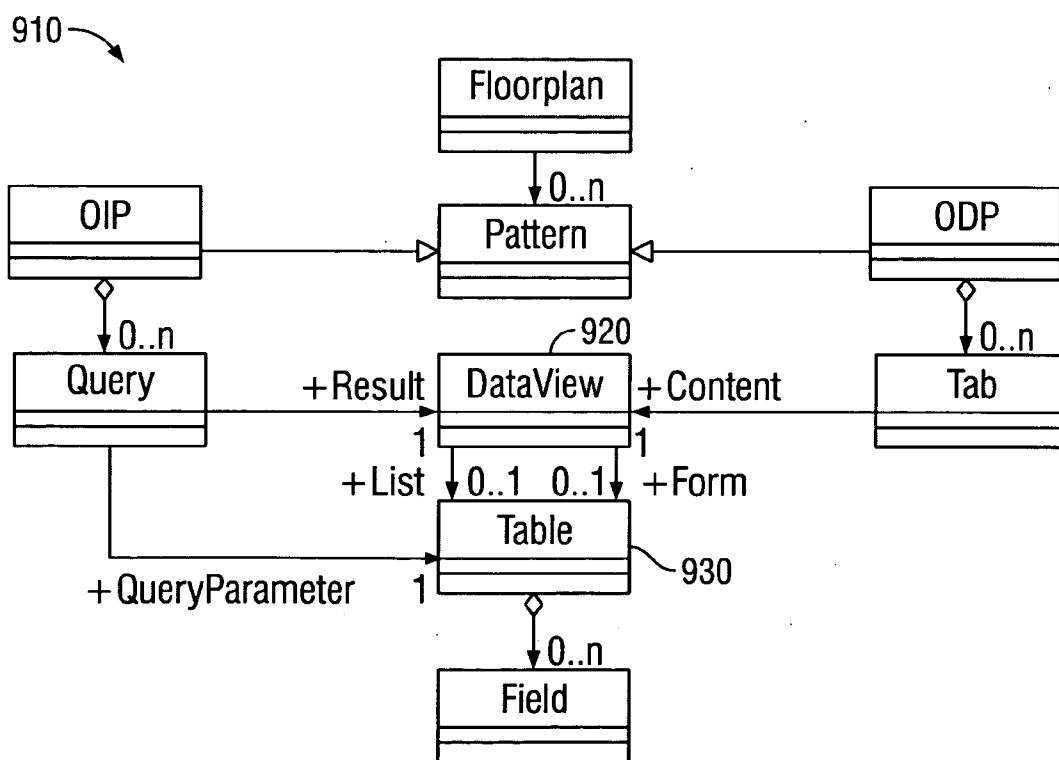 910
Floorplan
0..n
OIP
Pattern
ODP
0..n
0..n
920
Query
+Result
DataView
+Content
Tab
1
1
+List
0..1
0..1
+Form
Table
930
+QueryParameter
1
0..n
Field